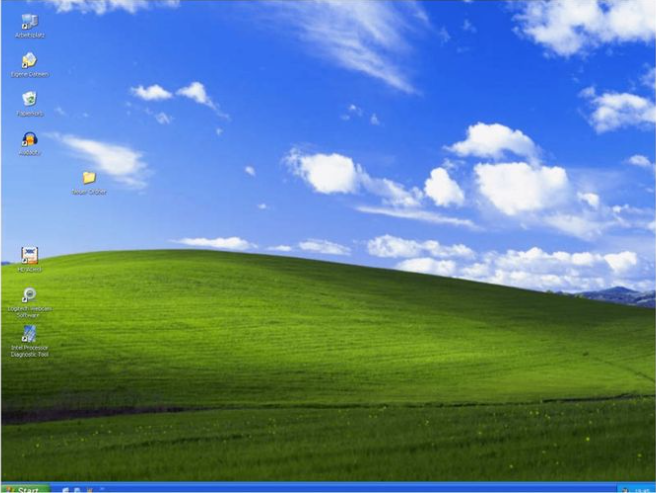 Arbeitsplatz
Eigene Dateien
Papierkorb
Audacity
Neuer Ordner
Logitech Webcam
Software
Intel Processor
Diagnostic Tool
Start